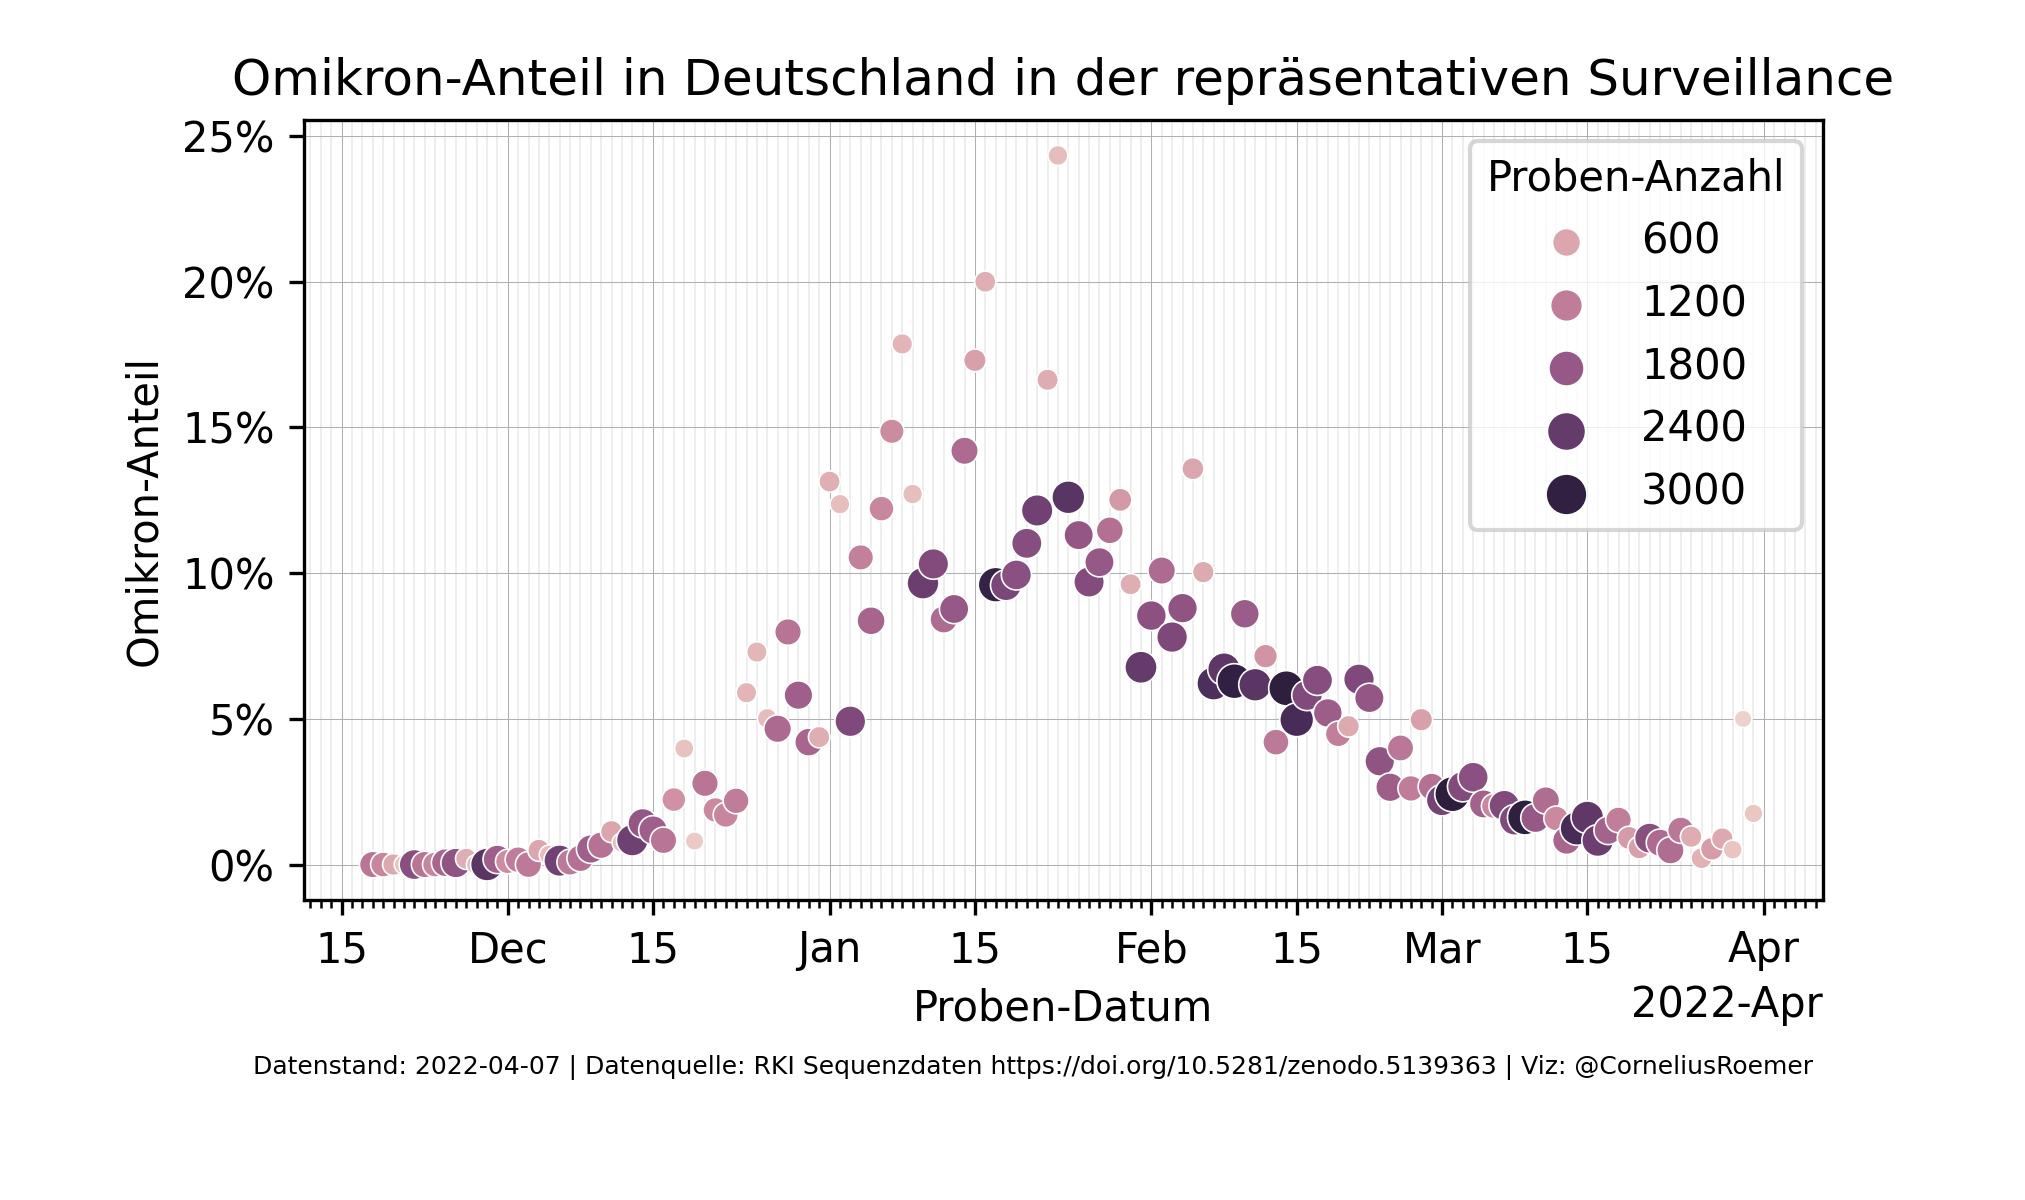 Omikron-Anteil in Deutschland in der repräsentativen Surveillance
Omikron-Anteil
25%
20%
15%
10%
5%
0%
Proben-Anzahl
600
1200
1800
2400
3000
15 Dec 15 Jan 15 Feb 15 Mar 15 Apr
Proben-Datum
2022-Apr
Datenstand: 2022-04-07 | Datenquelle: RKI Sequenzdaten https://doi.org/10.5281/zenodo.5139363 | Viz: @CorneliusRoemer